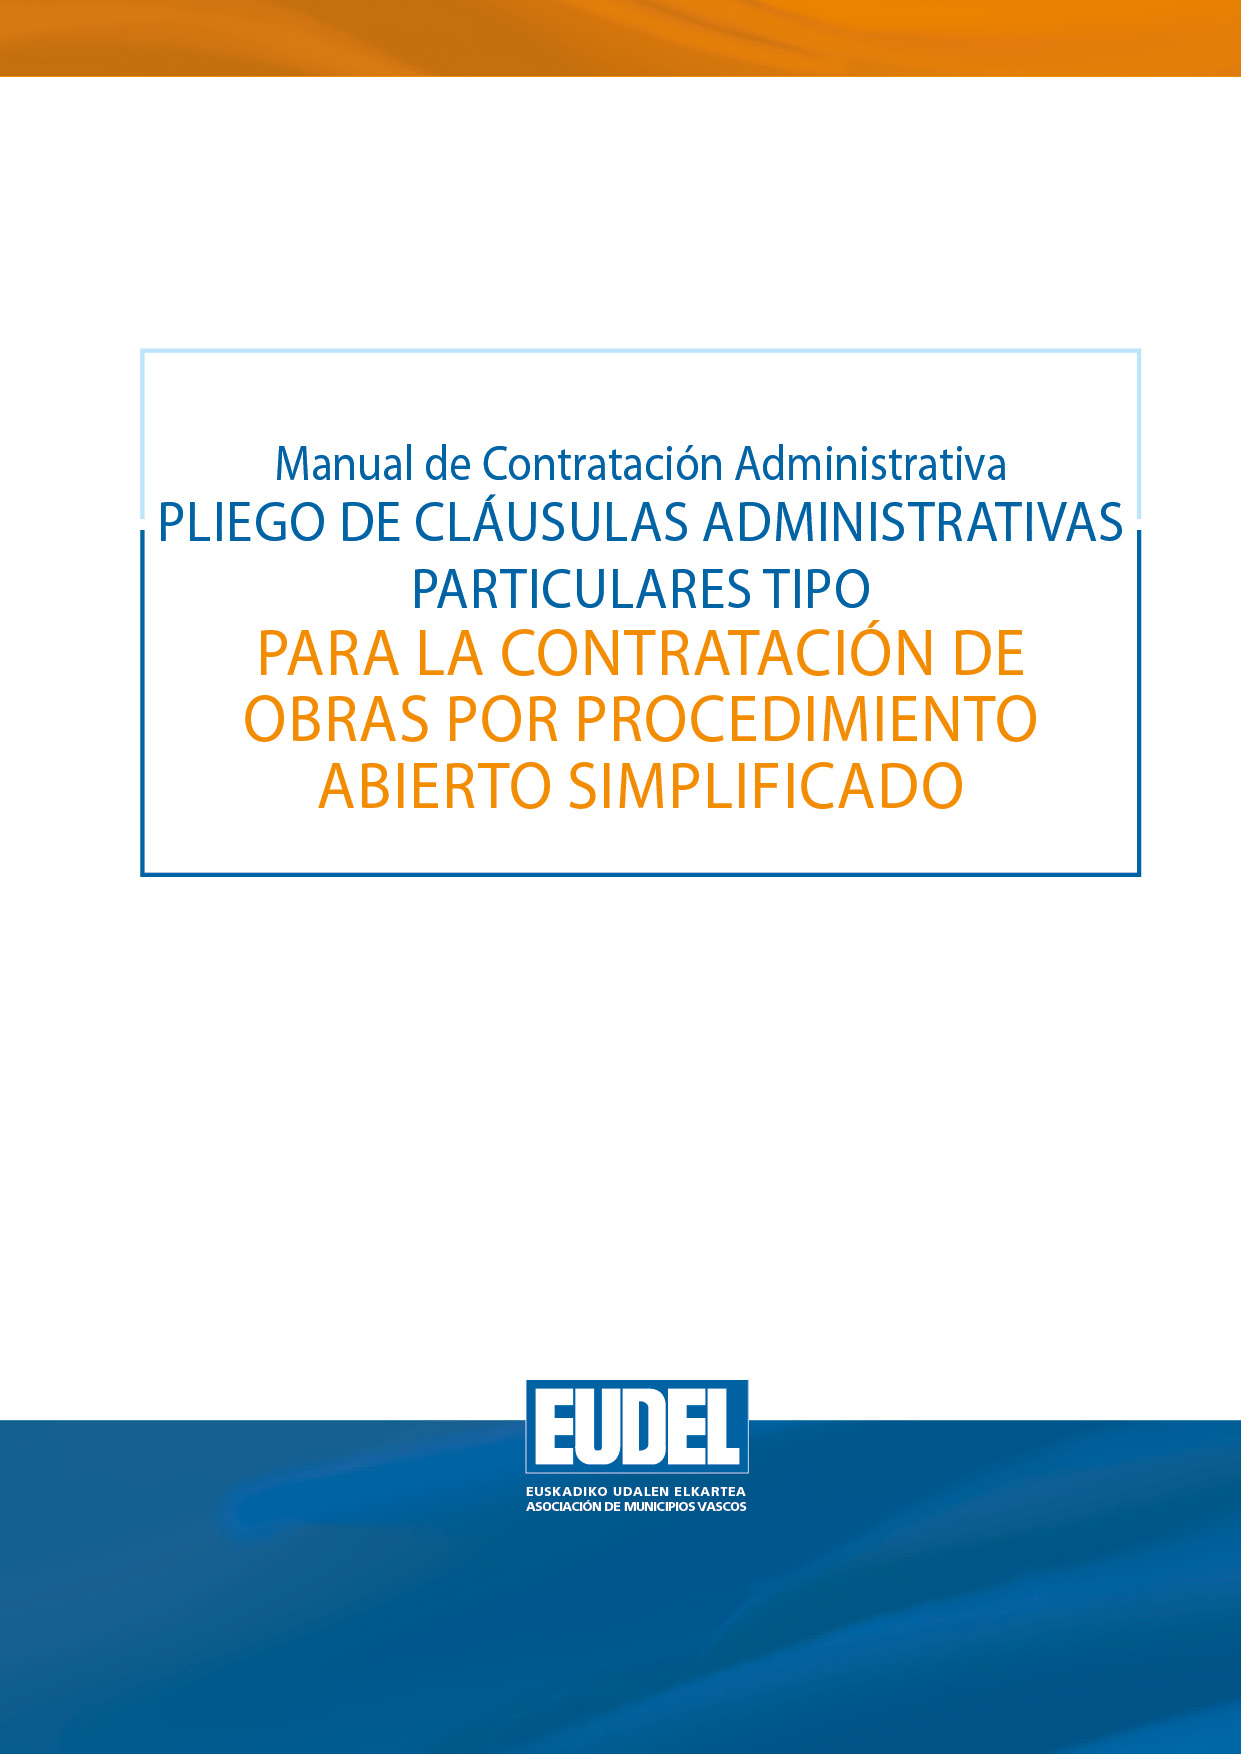 Manual de Contratación Administrativa
PLIEGO DE CLÁUSULAS ADMINISTRATIVAS
PARTICULARES TIPO
PARA LA CONTRATACIÓN DE
OBRAS POR PROCEDIMIENTO
ABIERTO SIMPLIFICADO
EUDEL
EUSKADIKO UDALEN ELKARTEA
ASOCIACIÓN DE MUNICIPIOS VASCOS